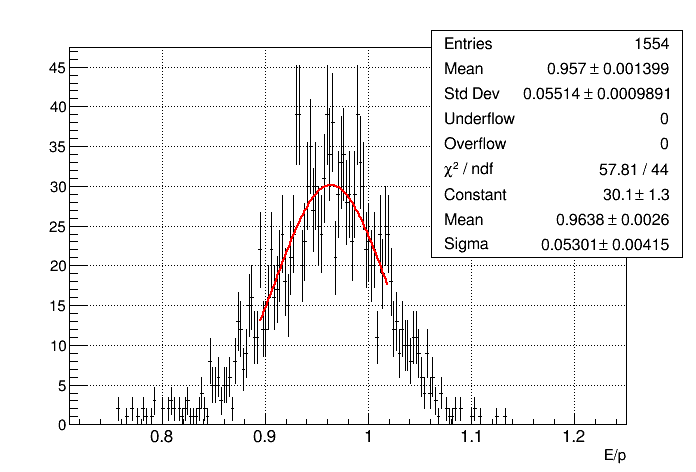 Entries 1554
Mean 0.957 ± 0.001399
Std Dev 0.05514 ± 0.0009891
Underflow 0
Overflow 0
χ² / ndf 57.81 / 44
Constant 30.1 ± 1.3
Mean 0.9638 ± 0.0026
Sigma 0.05301 ± 0.00415
45
40
35
30
25
20
15
10
5
0
0.8 0.9 1 1.1 1.2
E/p